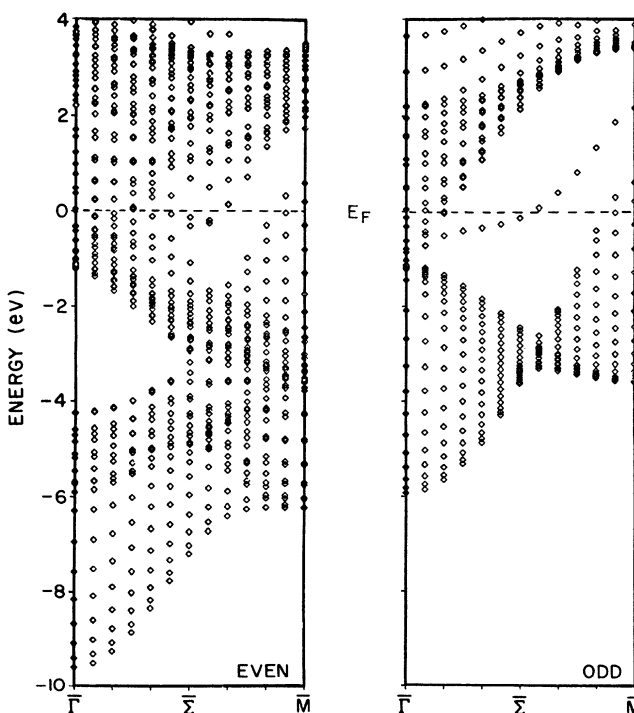 ENERGY (eV)
4
2
0
−2
−4
−6
−8
−10
E_F
EVEN
ODD
Γ̅
Σ̅
M̅
Γ̅
Σ̅
M̅